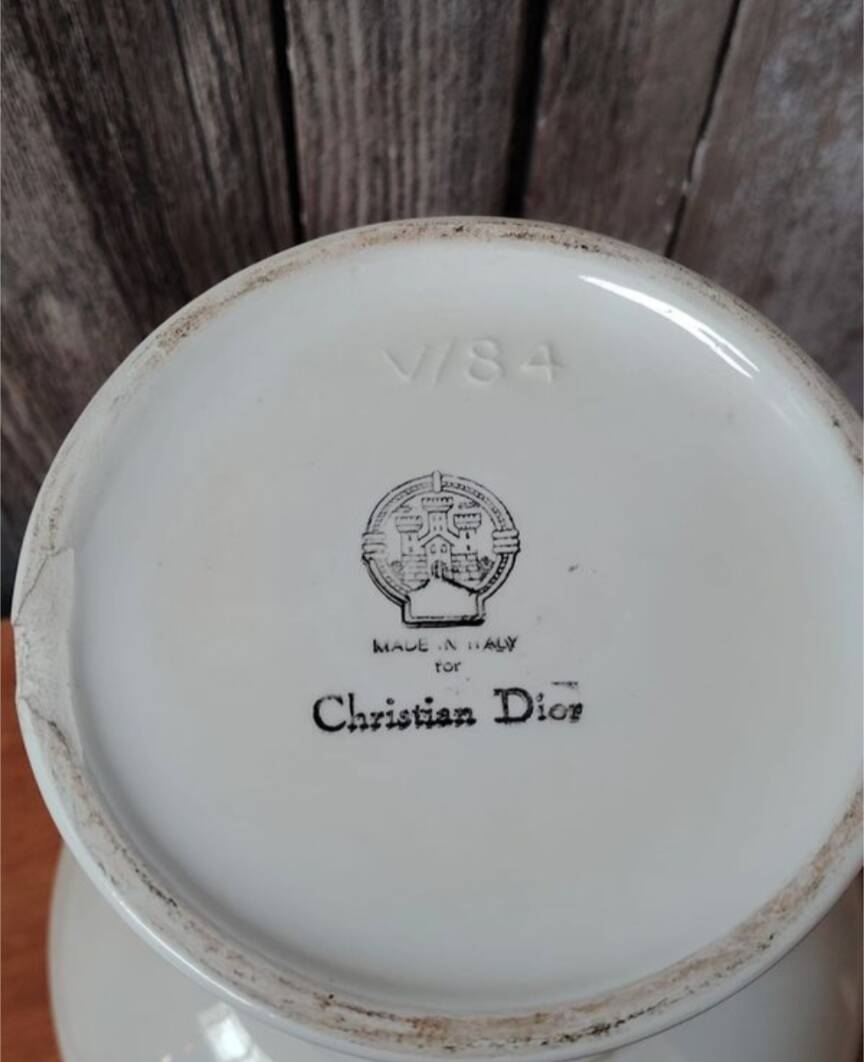 V/84
MADE IN ITALY
for
Christian Dior